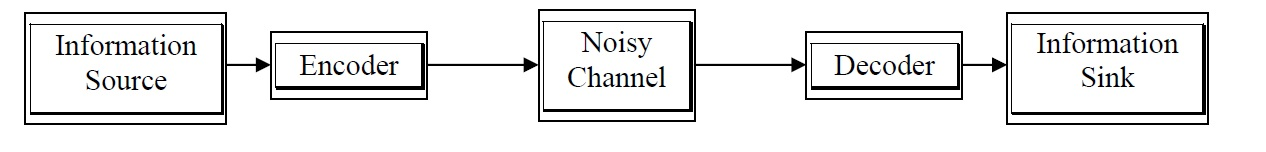 Information
Source
Encoder
Noisy
Channel
Decoder
Information
Sink